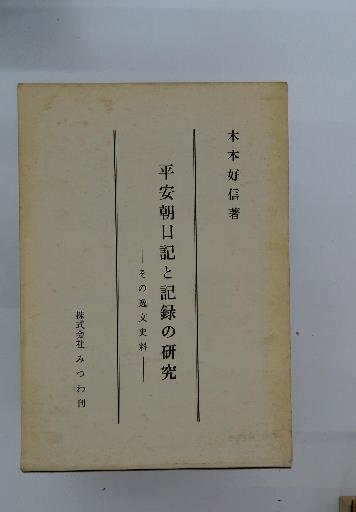 木本好信著
平安朝日記と記録の研究
―その逸文史料―
株式会社みつわ刊